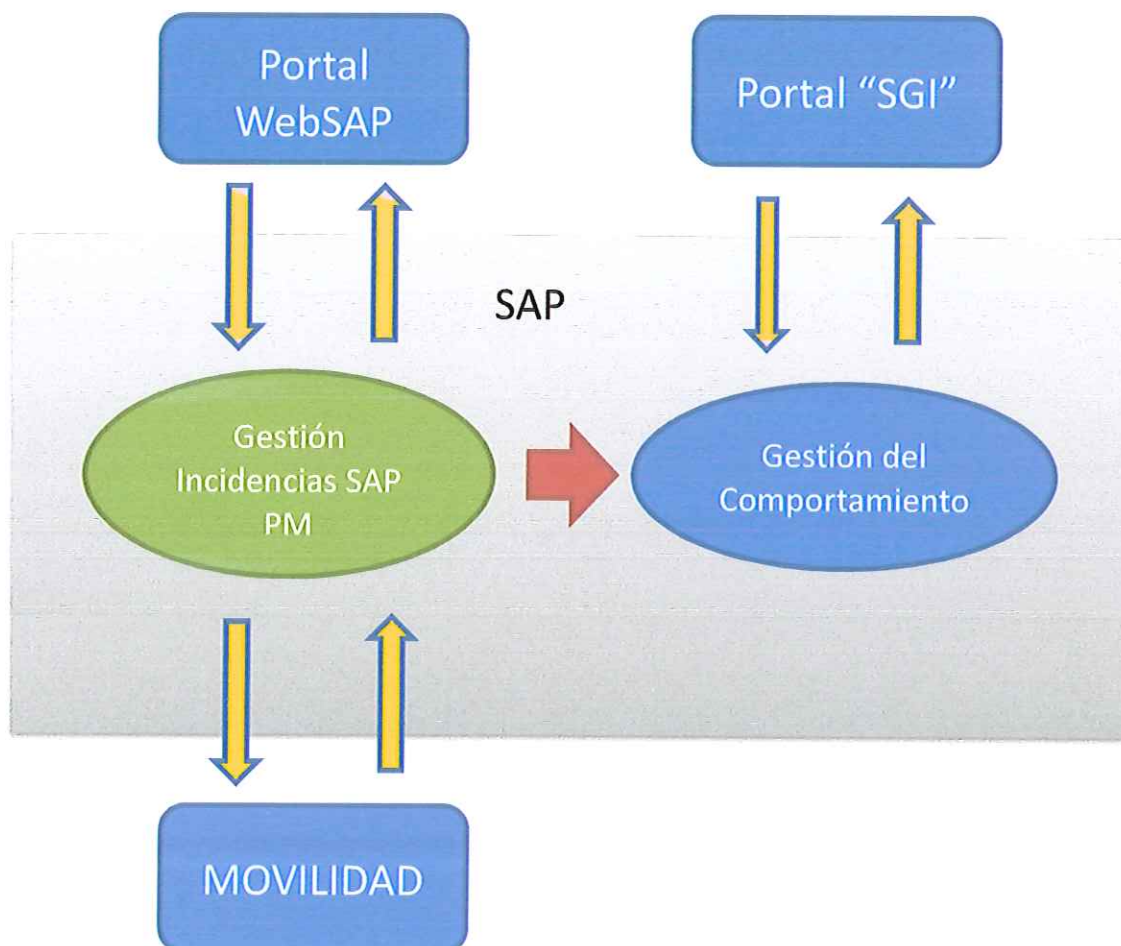 Portal
WebSAP
Portal “SGI”
SAP
Gestión
Incidencias SAP
PM
Gestión del
Comportamiento
MOVILIDAD